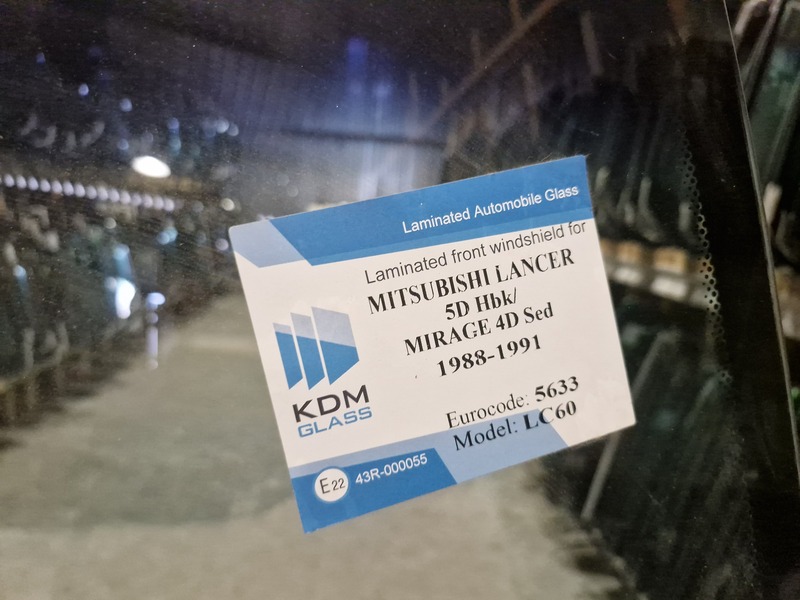 Laminated Automobile Glass
Laminated front windshield for
MITSUBISHI LANCER
5D Hbk/
MIRAGE 4D Sed
1988-1991
KDM
GLASS
Eurocode: 5633
Model: LC60
E22 43R-000055